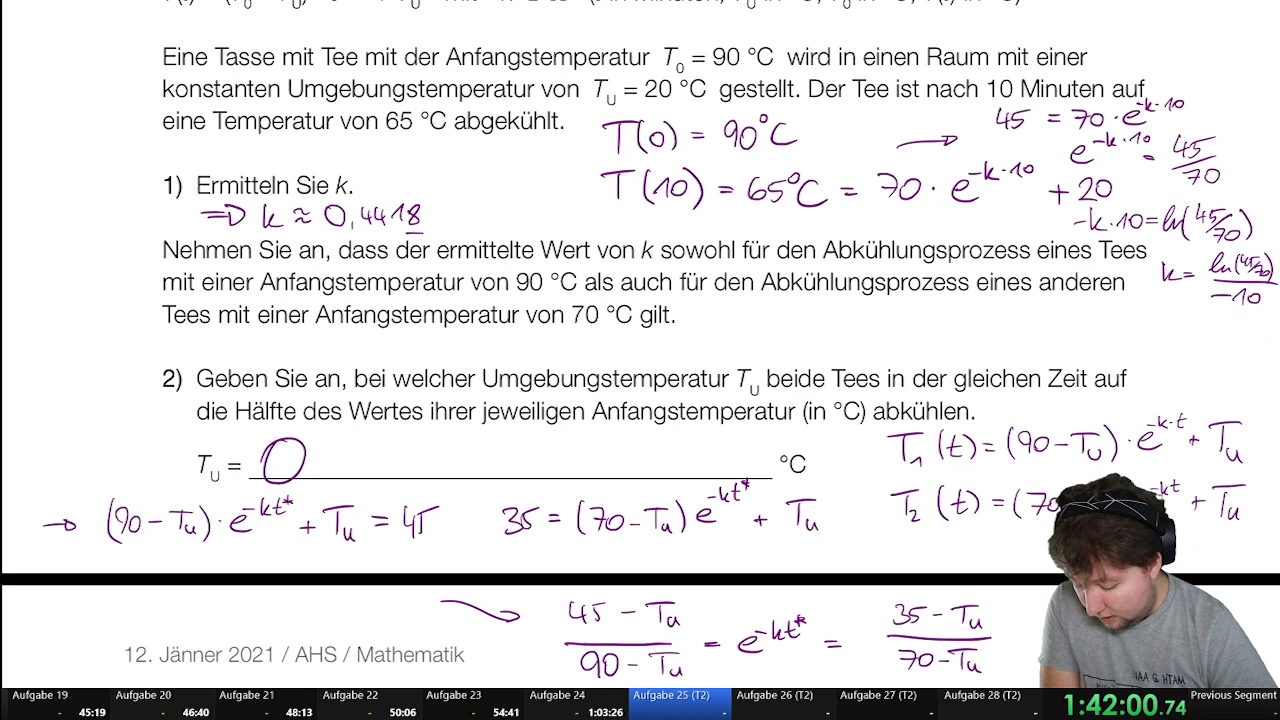 Eine Tasse mit Tee mit der Anfangstemperatur T₀ = 90 °C wird in einen Raum mit einer
konstanten Umgebungstemperatur von T_U = 20 °C gestellt. Der Tee ist nach 10 Minuten auf
eine Temperatur von 65 °C abgekühlt.
T(0) = 90°C
45 = 70 · e^(-k·10)
e^(-k·10) = 45/70
1) Ermitteln Sie k.
T(10) = 65°C = 70 · e^(-k·10) + 20
⇒ k ≈ 0,4418
-k·10 = ln(45/70)
k = ln(45/70)/-10
Nehmen Sie an, dass der ermittelte Wert von k sowohl für den Abkühlungsprozess eines Tees
mit einer Anfangstemperatur von 90 °C als auch für den Abkühlungsprozess eines anderen
Tees mit einer Anfangstemperatur von 70 °C gilt.
2) Geben Sie an, bei welcher Umgebungstemperatur T_U beide Tees in der gleichen Zeit auf
die Hälfte des Wertes ihrer jeweiligen Anfangstemperatur (in °C) abkühlen.
T_U = 0 °C
T₁(t) = (90 - T_U) · e^(-k·t) + T_U
T₂(t) = (70 -kt + T_U
→ (90 - T_U) · e^(-kt*) + T_U = 45
35 = (70 - T_U) e^(-kt*) + T_U
(45 - T_U)/(90 - T_U) = e^(-kt*) = (35 - T_U)/(70 - T_U)
12. Jänner 2021 / AHS / Mathematik
Aufgabe 19 Aufgabe 20 Aufgabe 21 Aufgabe 22 Aufgabe 23 Aufgabe 24 Aufgabe 25 (T2) Aufgabe 26 (T2) Aufgabe 27 (T2) Aufgabe 28 (T2)
- 45:19 - 46:40 - 48:13 - 50:06 - 54:41 - 1:03:26 - - - -
1:42:00.74
Previous Segment
-